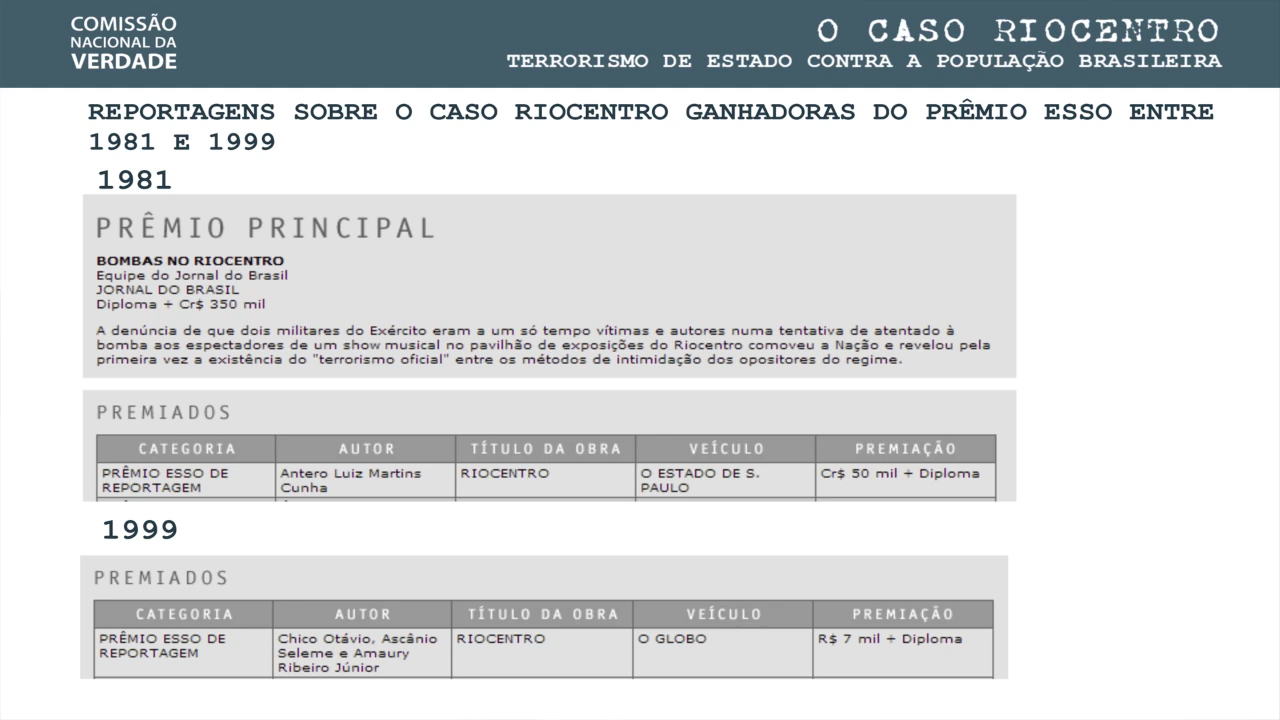 COMISSÃO
NACIONAL DA
VERDADE
O CASO RIOCENTRO
TERRORISMO DE ESTADO CONTRA A POPULAÇÃO BRASILEIRA
REPORTAGENS SOBRE O CASO RIOCENTRO GANHADORAS DO PRÊMIO ESSO ENTRE
1981 E 1999
1981
PRÊMIO PRINCIPAL
BOMBAS NO RIOCENTRO
Equipe do Jornal do Brasil
JORNAL DO BRASIL
Diploma + Cr$ 350 mil
A denúncia de que dois militares do Exército eram a um só tempo vítimas e autores numa tentativa de atentado à
bomba aos espectadores de um show musical no pavilhão de exposições do Riocentro comoveu a Nação e revelou pela
primeira vez a existência do "terrorismo oficial" entre os métodos de intimidação dos opositores do regime.
PREMIADOS
CATEGORIA AUTOR TÍTULO DA OBRA VEÍCULO PREMIAÇÃO
PRÊMIO ESSO DE Antero Luiz Martins RIOCENTRO O ESTADO DE S. Cr$ 50 mil + Diploma
REPORTAGEM Cunha PAULO
1999
PREMIADOS
CATEGORIA AUTOR TÍTULO DA OBRA VEÍCULO PREMIAÇÃO
PRÊMIO ESSO DE Chico Otávio, Ascânio RIOCENTRO O GLOBO R$ 7 mil + Diploma
REPORTAGEM Seleme e Amaury
Ribeiro Júnior